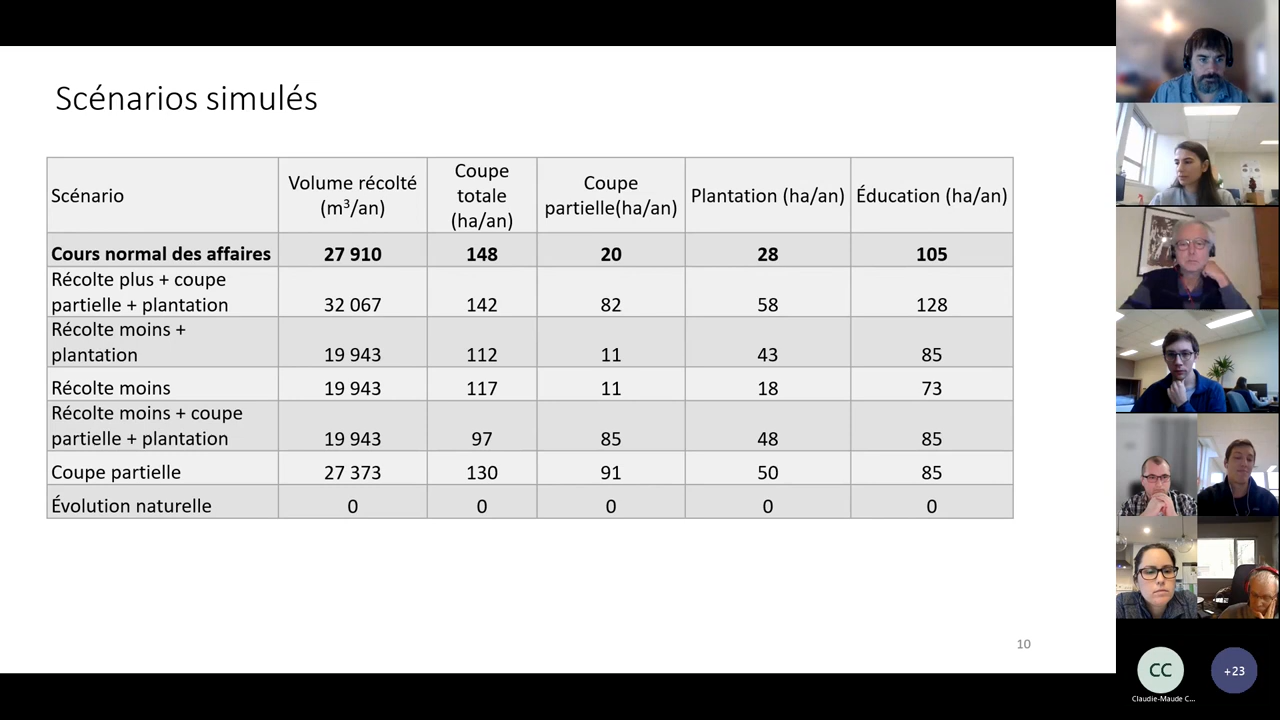 Scénarios simulés
Scénario
Volume récolté
(m³/an)
Coupe
totale
(ha/an)
Coupe
partielle(ha/an)
Plantation (ha/an)
Éducation (ha/an)
Cours normal des affaires 27 910 148 20 28 105
Récolte plus + coupe
partielle + plantation 32 067 142 82 58 128
Récolte moins +
plantation 19 943 112 11 43 85
Récolte moins 19 943 117 11 18 73
Récolte moins + coupe
partielle + plantation 19 943 97 85 48 85
Coupe partielle 27 373 130 91 50 85
Évolution naturelle 0 0 0 0 0
10
CC
+23
Claudie-Maude C...